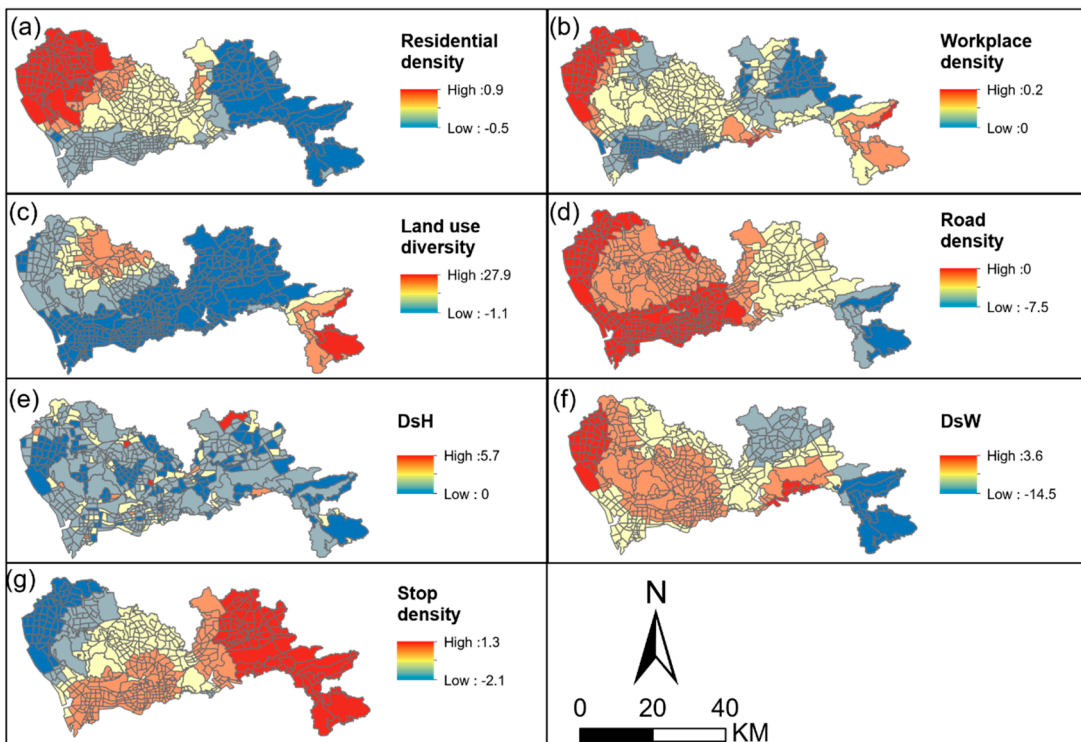 (a)
Residential
density
High :0.9
Low : -0.5
(b)
Workplace
density
High :0.2
Low :0
(c)
Land use
diversity
High :27.9
Low : -1.1
(d)
Road
density
High :0
Low : -7.5
(e)
DsH
High :5.7
Low : 0
(f)
DsW
High :3.6
Low : -14.5
(g)
Stop
density
High :1.3
Low : -2.1
N
0 20 40
KM